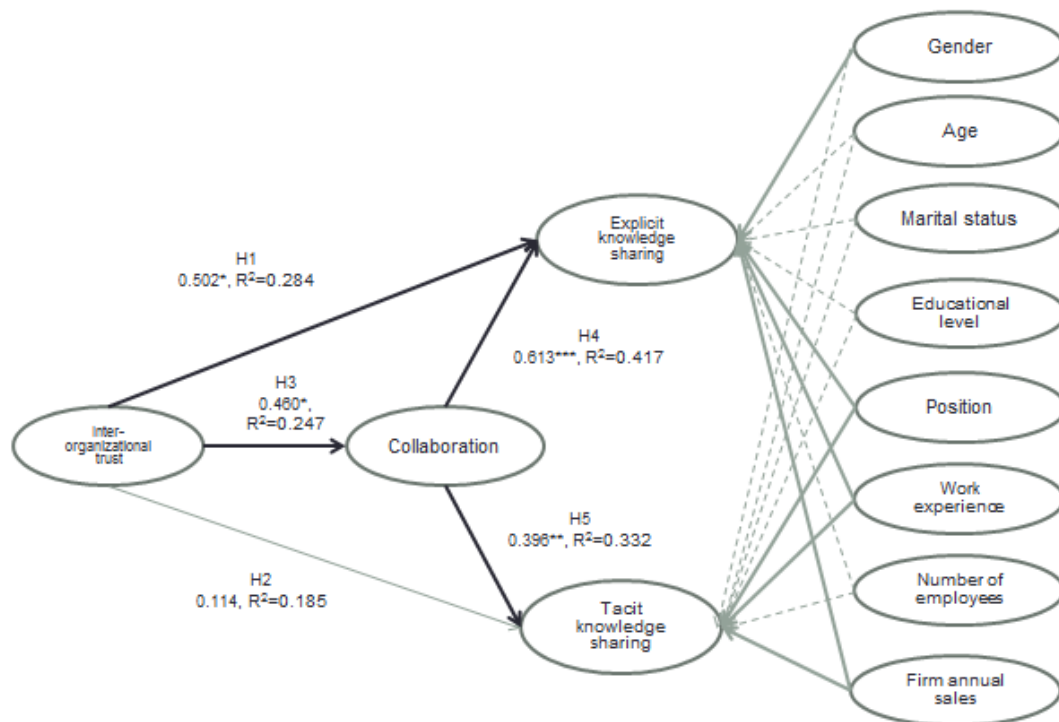 Gender
Age
Marital status
Educational
level
Position
Work
experience
Number of
employees
Firm annual
sales
Explicit
knowledge
sharing
H1
0.502*, R²=0.284
H4
0.613***, R²=0.417
H3
0.460*,
R²=0.247
Inter-
organizational
trust
Collaboration
H5
0.396**, R²=0.332
H2
0.114, R²=0.185
Tacit
knowledge
sharing